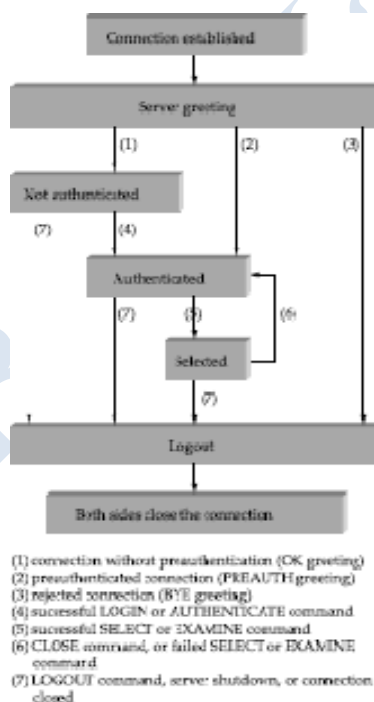 Connection established
Server greeting
(1)
(2)
(3)
Not authenticated
(7)
(4)
Authenticated
(7)
(5)
(6)
Selected
(7)
Logout
Both sides close the connection
(1) connection without preauthentication (OK greeting)
(2) preauthenticated connection (PREAUTH greeting)
(3) rejected connection (BYE greeting)
(4) successful LOGIN or AUTHENTICATE command
(5) successful SELECT or EXAMINE command
(6) CLOSE command, or failed SELECT or EXAMINE
command
(7) LOGOUT command, server shutdown, or connection
closed